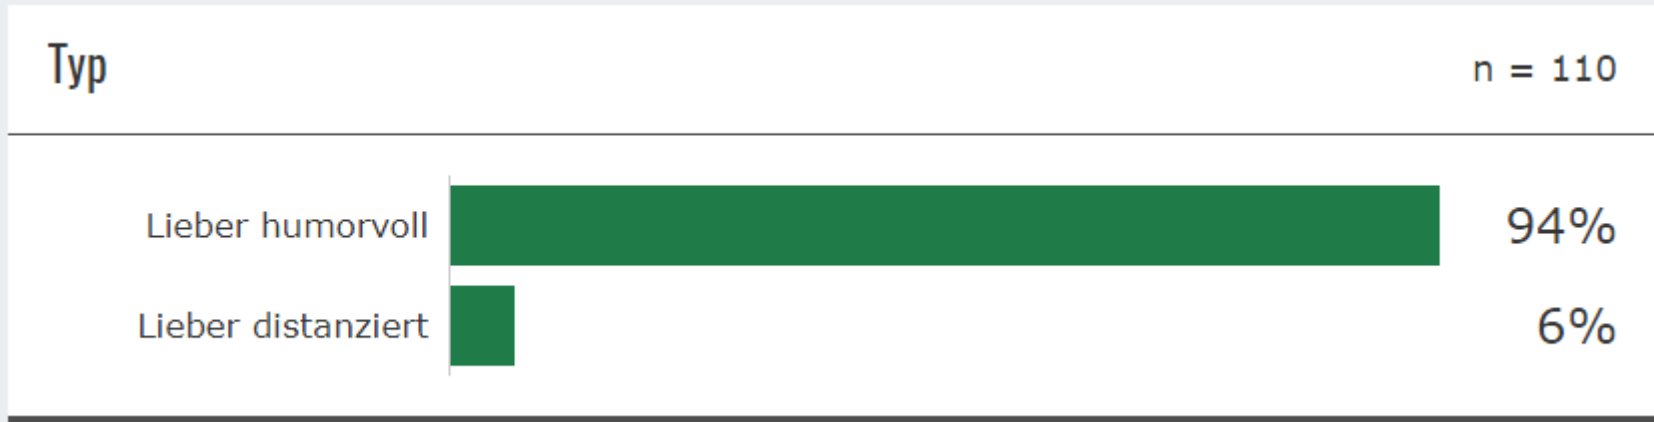 Typ
n = 110
Lieber humorvoll 94%
Lieber distanziert 6%